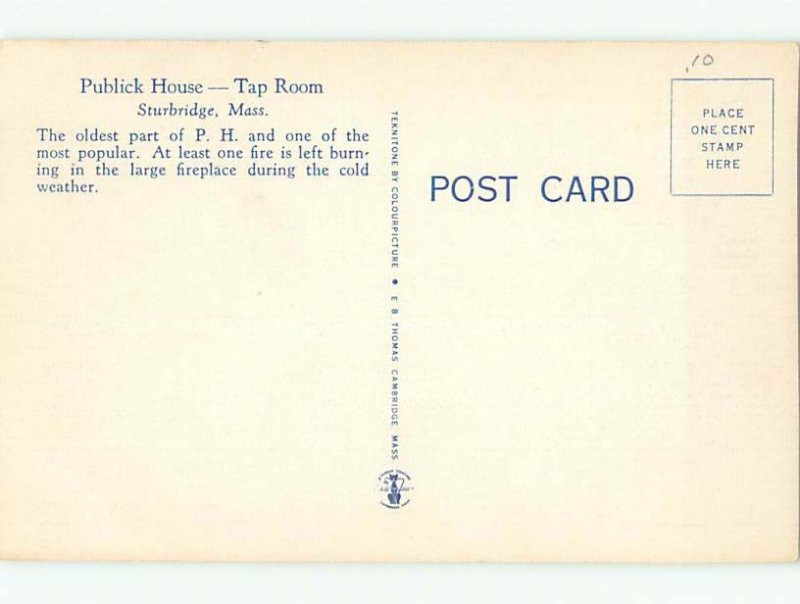 Publick House — Tap Room
Sturbridge, Mass.
The oldest part of P. H. and one of the
most popular. At least one fire is left burn-
ing in the large fireplace during the cold
weather.
TEKNITONE BY COLOURPICTURE ● E B THOMAS CAMBRIDGE MASS
POST CARD
.10
PLACE
ONE CENT
STAMP
HERE